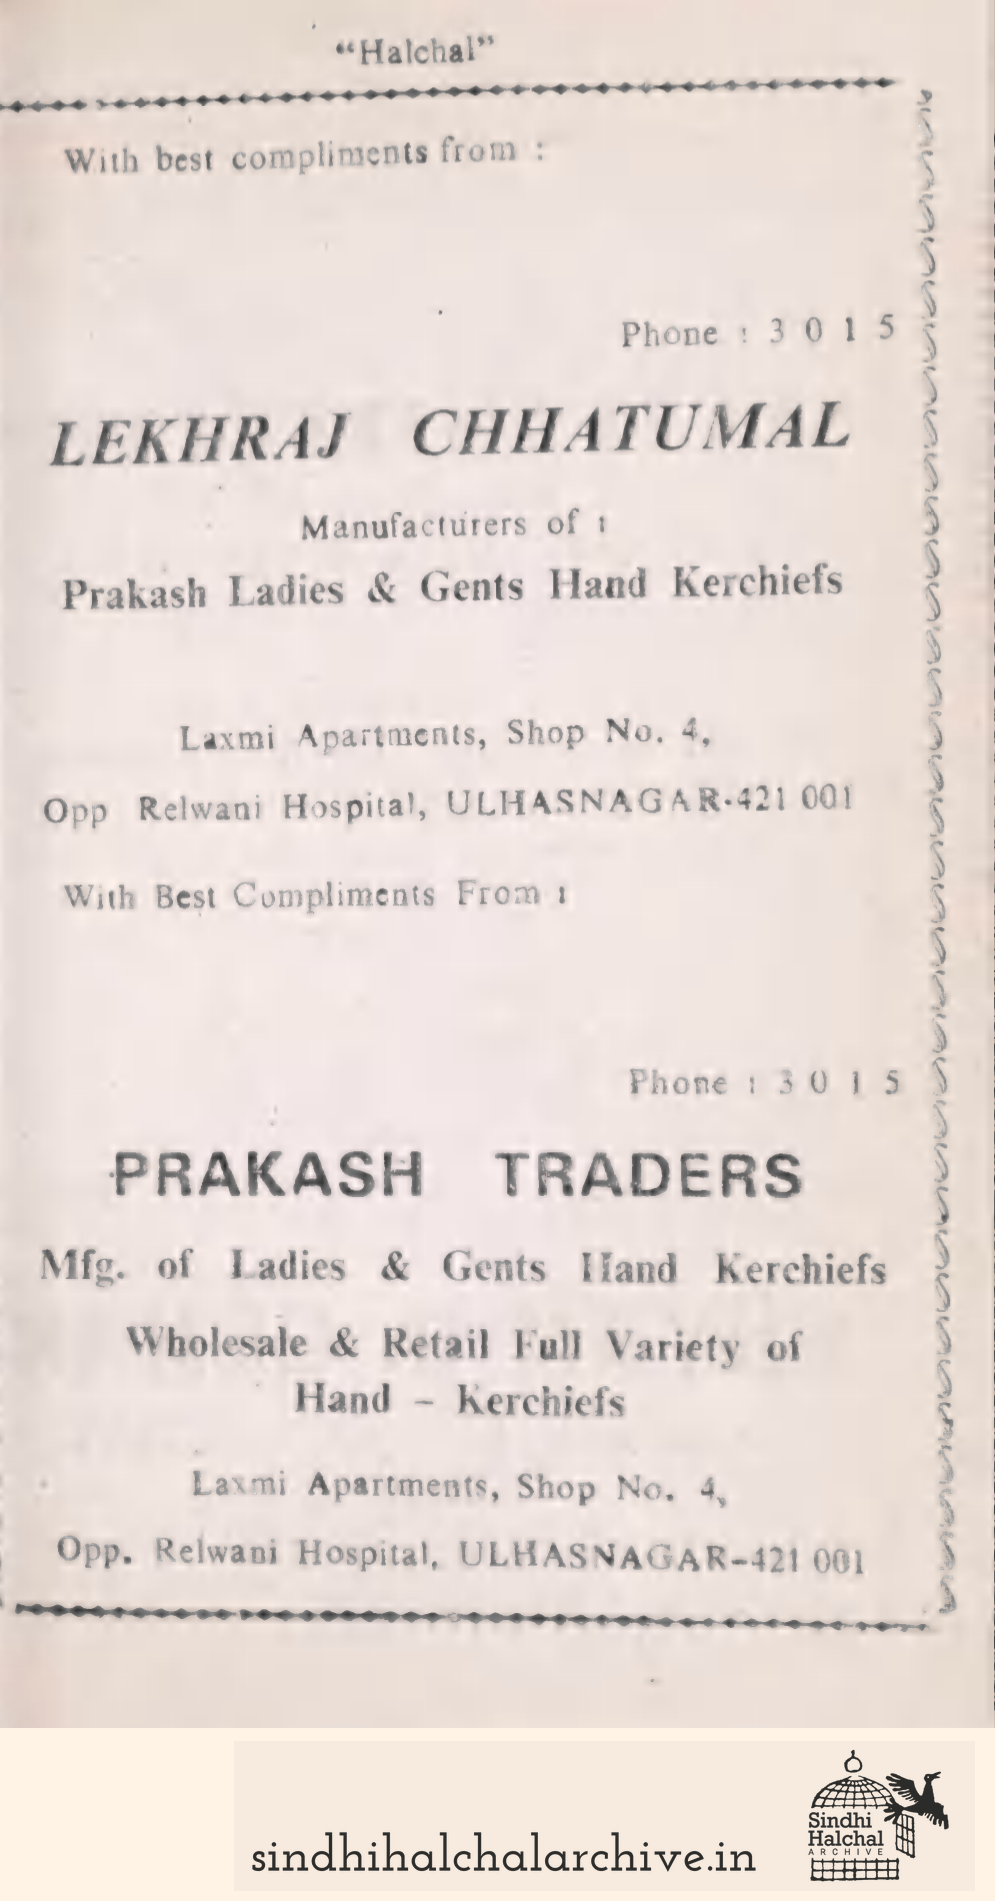 “Halchal”
With best compliments from :
Phone : 3 0 1 5
LEKHRAJ CHHATUMAL
Manufacturers of :
Prakash Ladies & Gents Hand Kerchiefs
Laxmi Apartments, Shop No. 4,
Opp Relwani Hospital, ULHASNAGAR-421 001
With Best Compliments From :
Phone : 3 0 1 5
PRAKASH TRADERS
Mfg. of Ladies & Gents Hand Kerchiefs
Wholesale & Retail Full Variety of
Hand – Kerchiefs
Laxmi Apartments, Shop No. 4,
Opp. Relwani Hospital, ULHASNAGAR–421 001
sindhihalchalarchive.in
Sindhi
Halchal
ARCHIVE